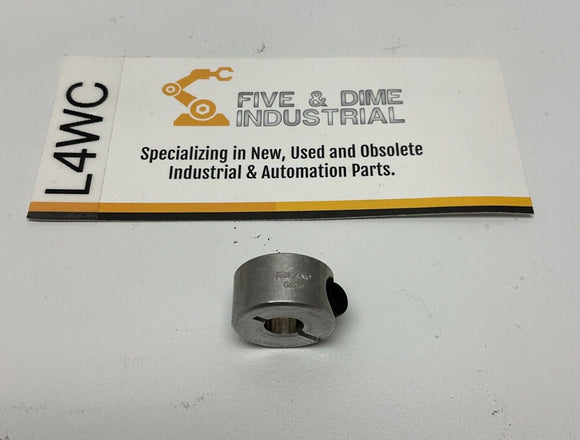 L4WC
FIVE & DIME
INDUSTRIAL
Specializing in New, Used and Obsolete
Industrial & Automation Parts.